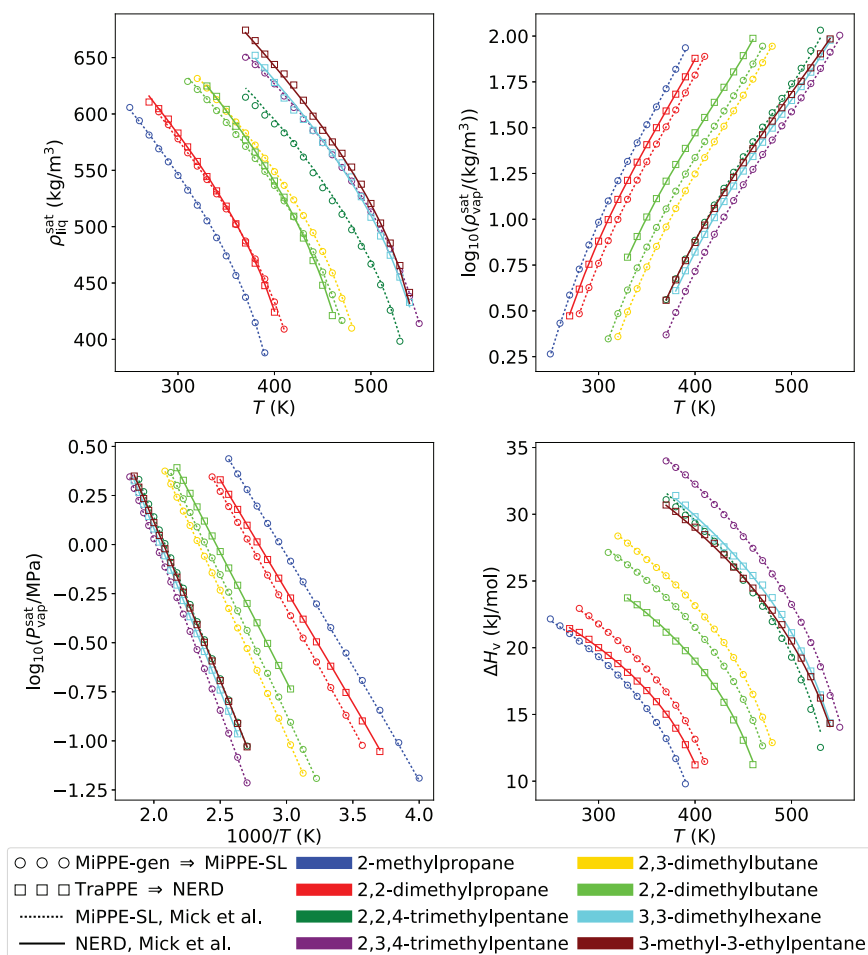 650
600
550
500
450
400
ρ_liq^sat (kg/m³)
300 400 500
T (K)
2.00
1.75
1.50
1.25
1.00
0.75
0.50
0.25
log₁₀(ρ_vap^sat/(kg/m³))
300 400 500
T (K)
0.50
0.25
0.00
−0.25
−0.50
−0.75
−1.00
−1.25
log₁₀(P_vap^sat/MPa)
2.0 2.5 3.0 3.5 4.0
1000/T (K)
35
30
25
20
15
10
ΔH_v (kJ/mol)
300 400 500
T (K)
MiPPE-gen ⇒ MiPPE-SL
TraPPE ⇒ NERD
MiPPE-SL, Mick et al.
NERD, Mick et al.
2-methylpropane
2,2-dimethylpropane
2,2,4-trimethylpentane
2,3,4-trimethylpentane
2,3-dimethylbutane
2,2-dimethylbutane
3,3-dimethylhexane
3-methyl-3-ethylpentane